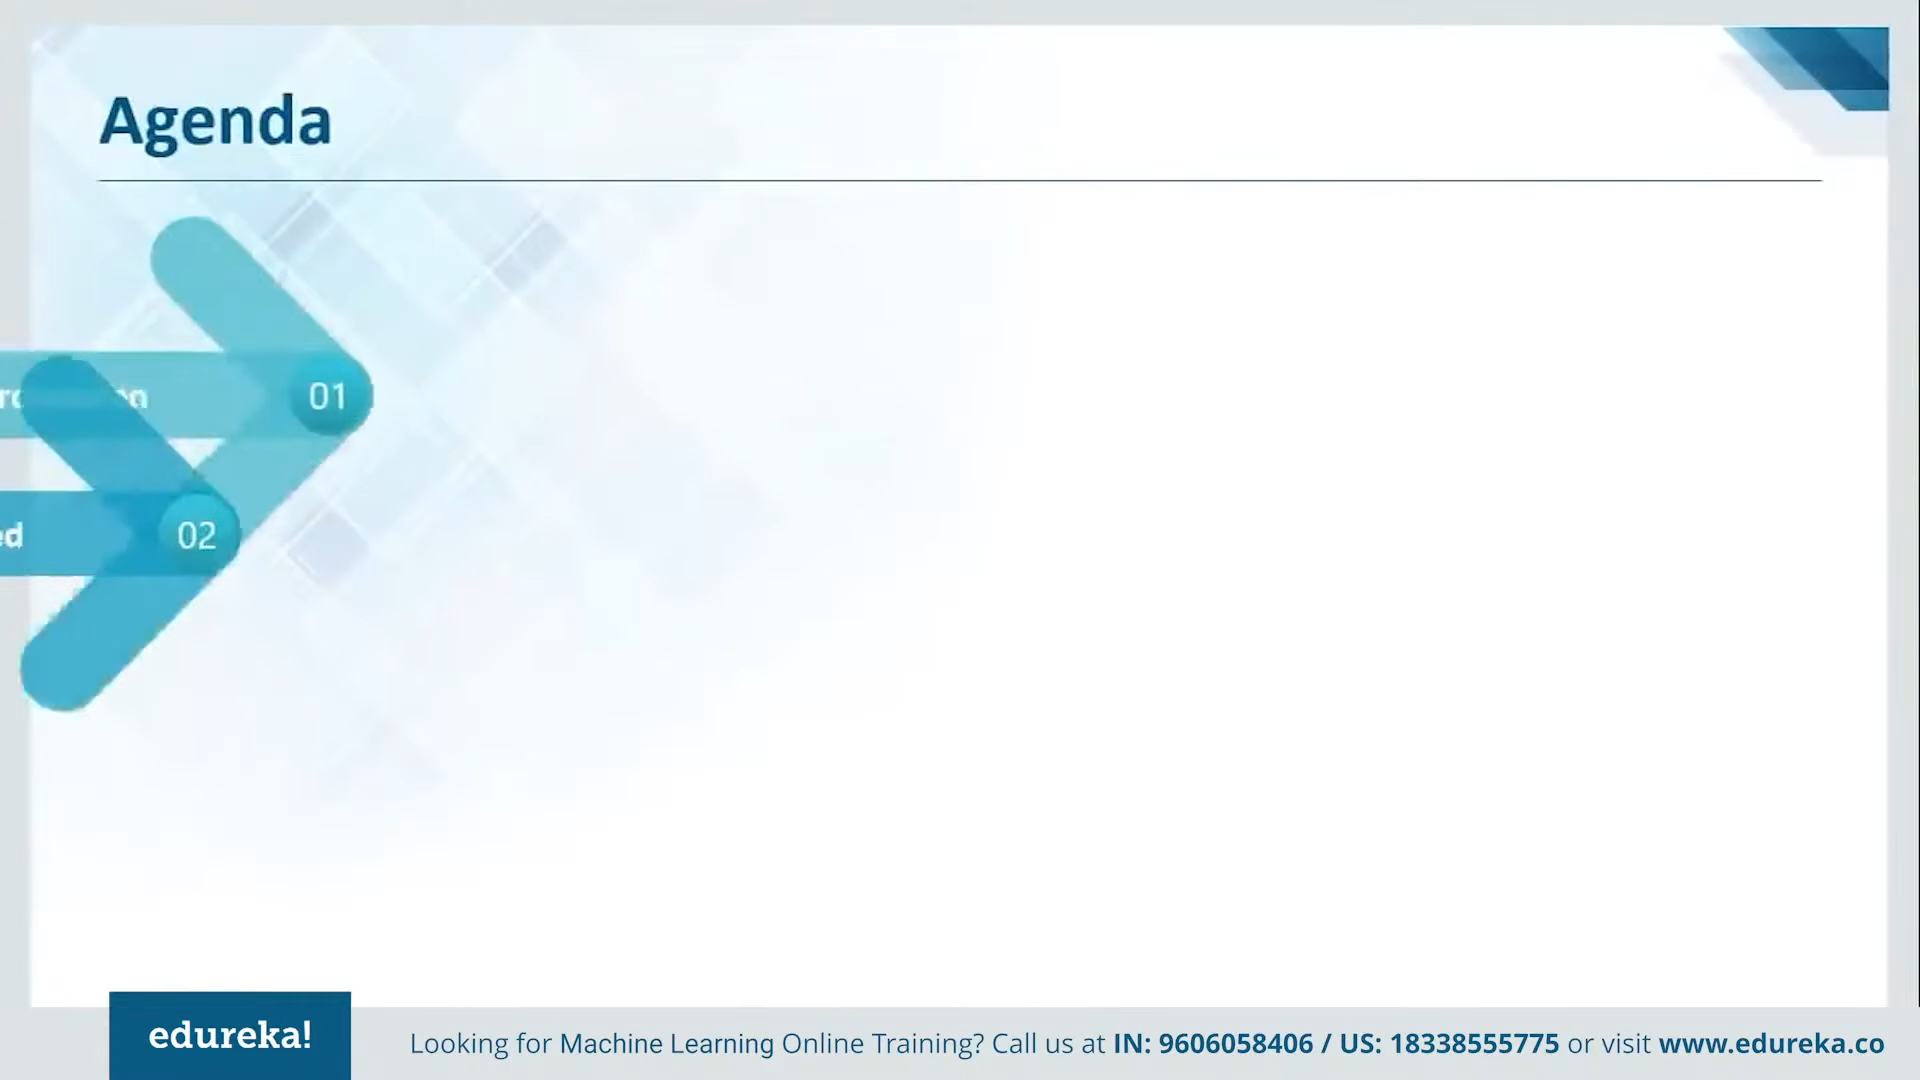 Agenda
01
02
edureka!
Looking for Machine Learning Online Training? Call us at IN: 9606058406 / US: 18338555775 or visit www.edureka.co